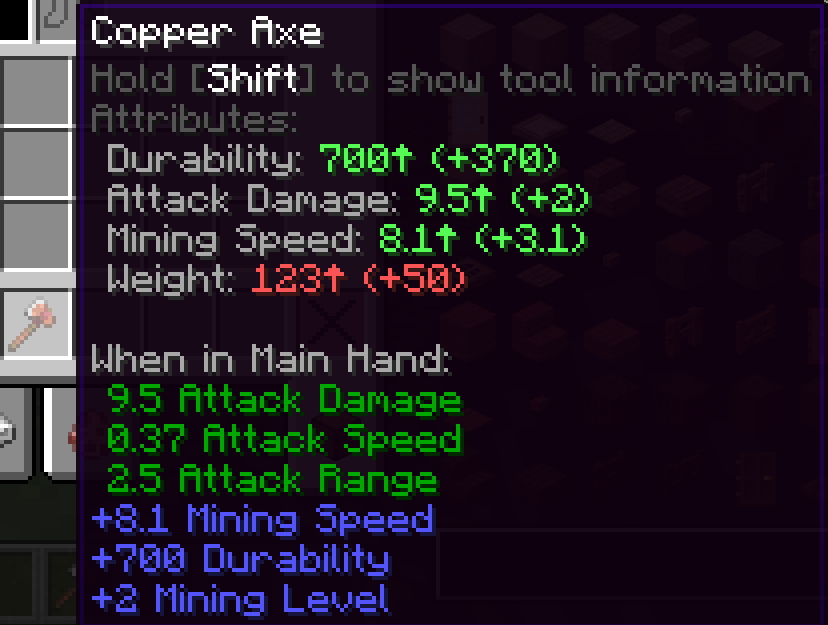 Copper Axe
Hold [Shift] to show tool information
Attributes:
Durability: 700↑ (+370)
Attack Damage: 9.5↑ (+2)
Mining Speed: 8.1↑ (+3.1)
Weight: 123↑ (+50)
When in Main Hand:
9.5 Attack Damage
0.37 Attack Speed
2.5 Attack Range
+8.1 Mining Speed
+700 Durability
+2 Mining Level